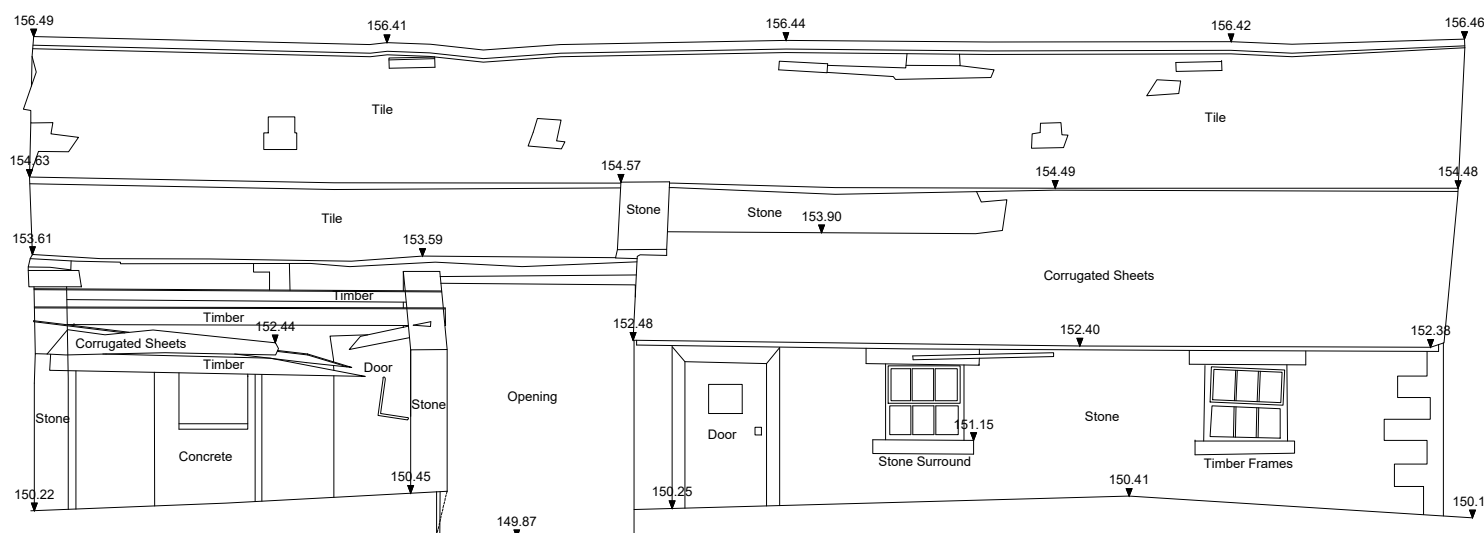 156.49
156.41
156.44
156.42
156.46
Tile
Tile
154.63
154.57
154.49
154.48
Stone
Stone
Tile
153.90
153.61
153.59
Corrugated Sheets
Timber
Timber
152.44
152.48
152.40
152.38
Corrugated Sheets
Timber
Door
Opening
Stone
Stone
Stone
Door
151.15
Concrete
Stone Surround
Timber Frames
150.22
150.45
150.25
150.41
150.1
149.87